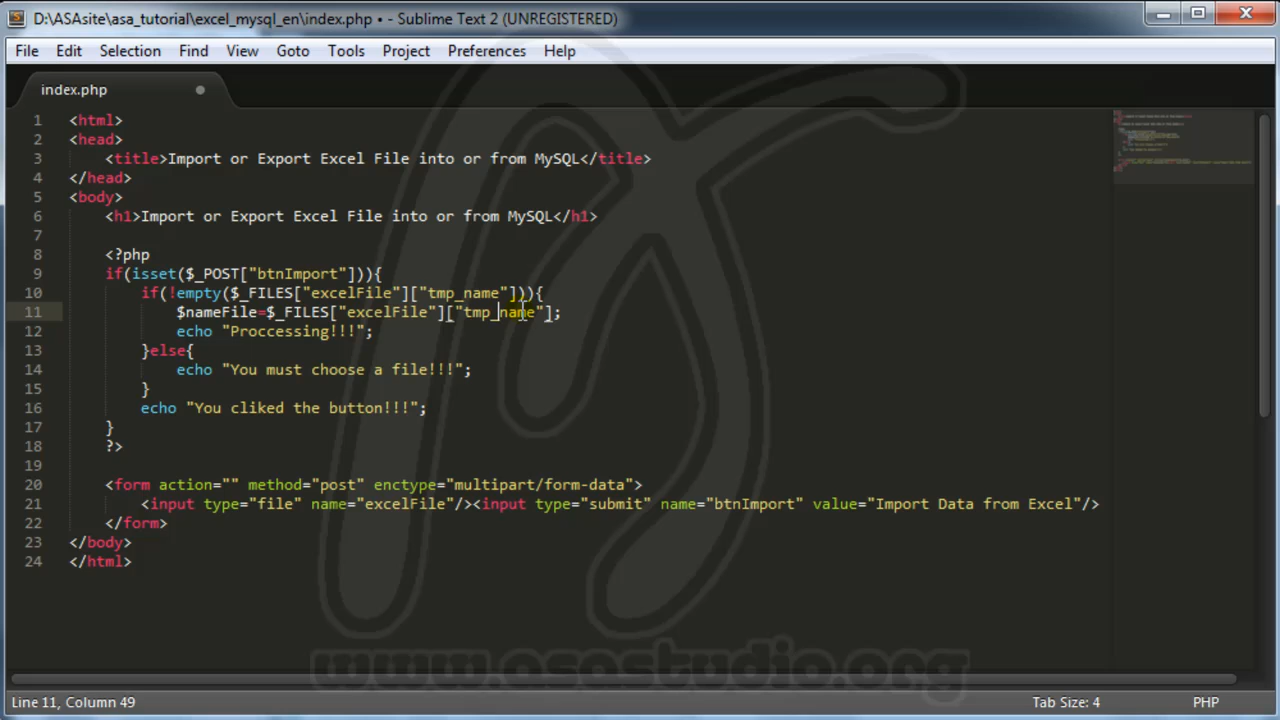 D:\ASAsite\asa_tutorial\excel_mysql_en\index.php • - Sublime Text 2 (UNREGISTERED)
File Edit Selection Find View Goto Tools Project Preferences Help
index.php
1 <html>
2 <head>
3 <title>Import or Export Excel File into or from MySQL</title>
4 </head>
5 <body>
6 <h1>Import or Export Excel File into or from MySQL</h1>
7
8 <?php
9 if(isset($_POST["btnImport"])){
10 if(!empty($_FILES["excelFile"]["tmp_name"])){
11 $nameFile=$_FILES["excelFile"]["tmp_name"];
12 echo "Proccessing!!!";
13 }else{
14 echo "You must choose a file!!!";
15 }
16 echo "You cliked the button!!!";
17 }
18 ?>
19
20 <form action="" method="post" enctype="multipart/form-data">
21 <input type="file" name="excelFile"/><input type="submit" name="btnImport" value="Import Data from Excel"/>
22 </form>
23 </body>
24 </html>
www.asastudio.org
Line 11, Column 49 Tab Size: 4 PHP